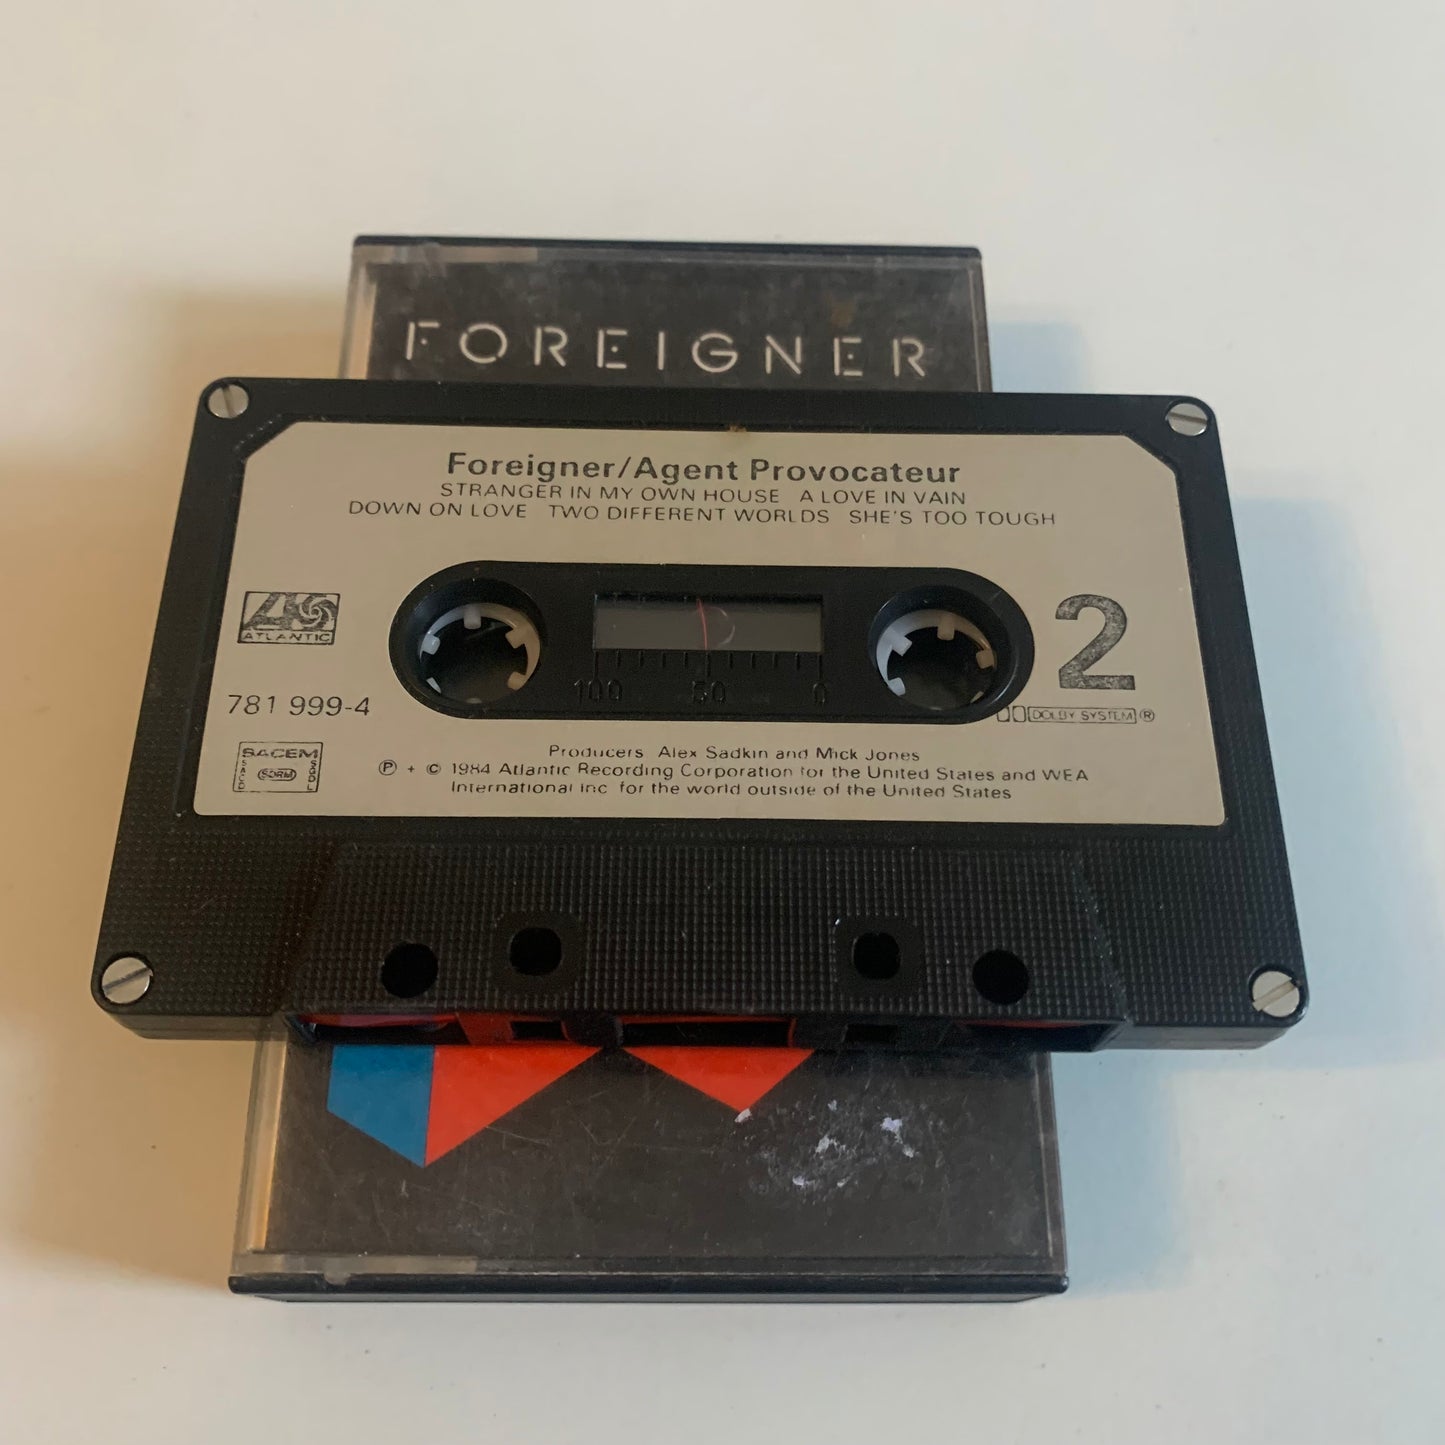 FOREIGNER
Foreigner/Agent Provocateur
STRANGER IN MY OWN HOUSE A LOVE IN VAIN
DOWN ON LOVE TWO DIFFERENT WORLDS SHE'S TOO TOUGH
ATLANTIC
2
100 50 0
781 999-4
DOLBY SYSTEM ®
SACEM
SACD SDRM SGDL
Producers Alex Sadkin and Mick Jones
℗ + © 1984 Atlantic Recording Corporation for the United States and WEA
International Inc for the world outside of the United States